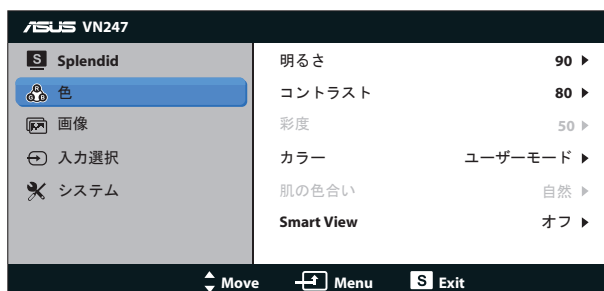 ASUS VN247
S Splendid
色
画像
入力選択
システム
明るさ 90
コントラスト 80
彩度 50
カラー ユーザーモード
肌の色合い 自然
Smart View オフ
Move Menu S Exit